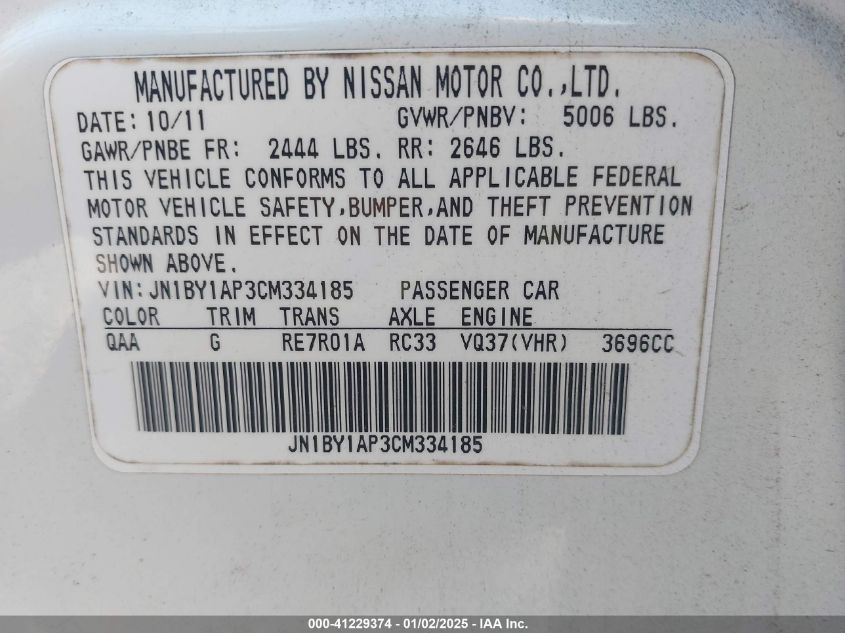 MANUFACTURED BY NISSAN MOTOR CO.,LTD.
DATE: 10/11 GVWR/PNBV: 5006 LBS.
GAWR/PNBE FR: 2444 LBS. RR: 2646 LBS.
THIS VEHICLE CONFORMS TO ALL APPLICABLE FEDERAL
MOTOR VEHICLE SAFETY,BUMPER,AND THEFT PREVENTION
STANDARDS IN EFFECT ON THE DATE OF MANUFACTURE
SHOWN ABOVE.
VIN:JN1BY1AP3CM334185 PASSENGER CAR
COLOR TRIM TRANS AXLE ENGINE
QAA G RE7R01A RC33 VQ37(VHR) 3696CC
JN1BY1AP3CM334185
000-41229374 - 01/02/2025 - IAA Inc.